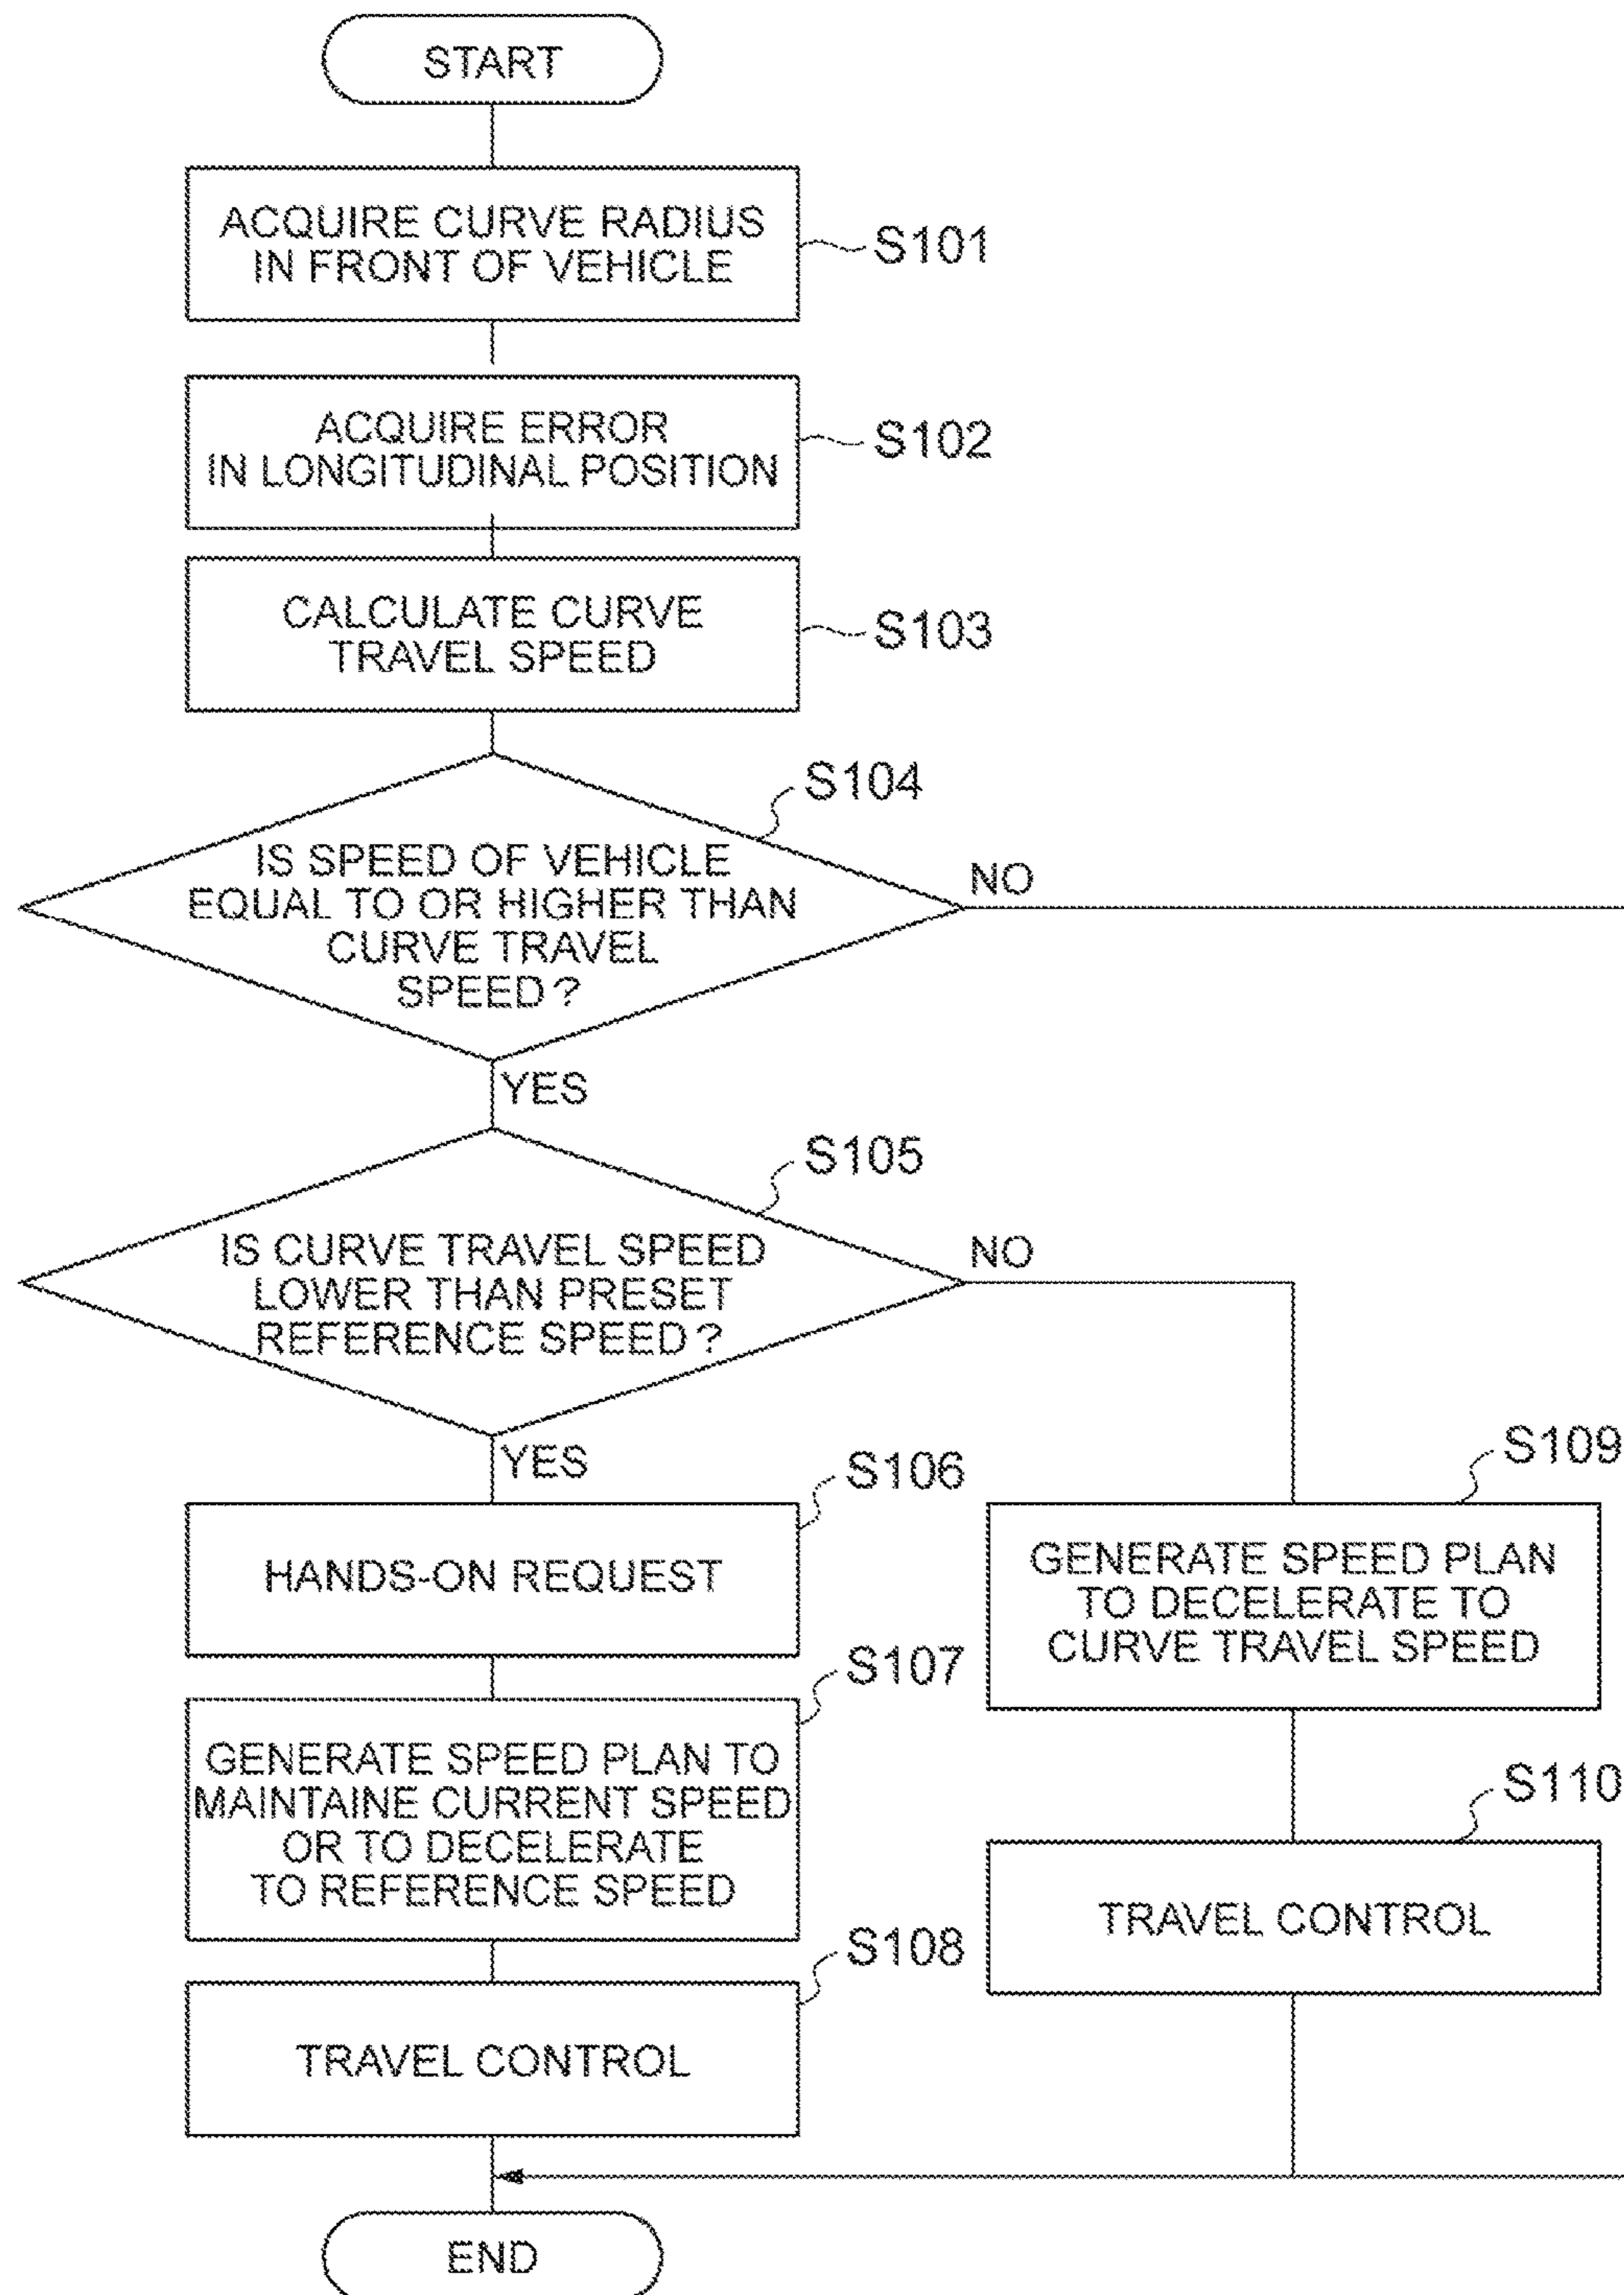 START
ACQUIRE CURVE RADIUS
IN FRONT OF VEHICLE
S101
ACQUIRE ERROR
IN LONGITUDINAL POSITION
S102
CALCULATE CURVE
TRAVEL SPEED
S103
S104
IS SPEED OF VEHICLE
EQUAL TO OR HIGHER THAN
CURVE TRAVEL
SPEED?
NO
YES
S105
IS CURVE TRAVEL SPEED
LOWER THAN PRESET
REFERENCE SPEED?
NO
YES
S106
HANDS-ON REQUEST
S107
GENERATE SPEED PLAN TO
MAINTAINE CURRENT SPEED
OR TO DECELERATE
TO REFERENCE SPEED
S108
TRAVEL CONTROL
S109
GENERATE SPEED PLAN
TO DECELERATE TO
CURVE TRAVEL SPEED
S110
TRAVEL CONTROL
END